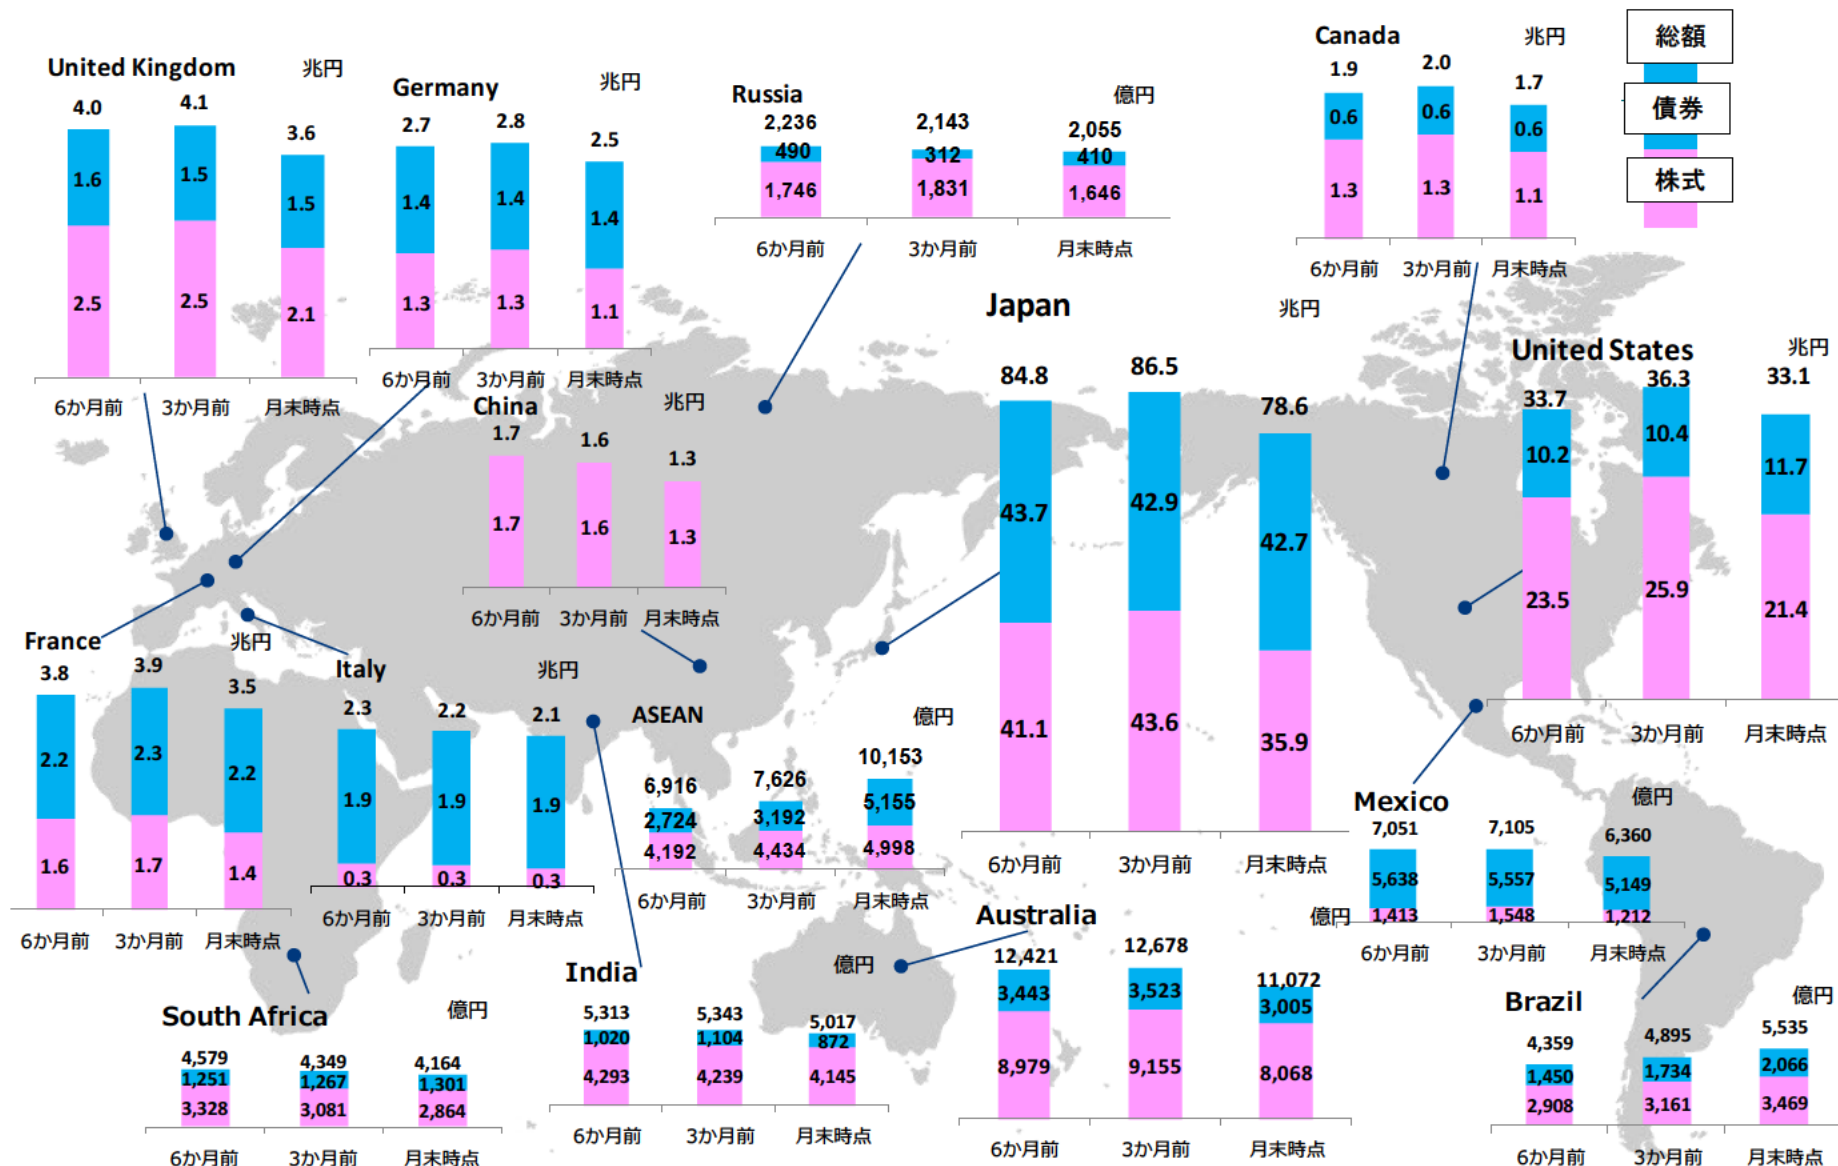 United Kingdom 兆円
4.0 4.1 3.6
1.6 1.5 1.5
2.5 2.5 2.1
6か月前 3か月前 月末時点
Germany 兆円
2.7 2.8 2.5
1.4 1.4 1.4
1.3 1.3 1.1
6か月前 3か月前 月末時点
Russia 億円
2,236 2,143 2,055
490 312 410
1,746 1,831 1,646
6か月前 3か月前 月末時点
Canada 兆円
1.9 2.0 1.7
0.6 0.6 0.6
1.3 1.3 1.1
6か月前 3か月前 月末時点
総額
債券
株式
China 兆円
1.7 1.6 1.3
1.7 1.6 1.3
6か月前 3か月前 月末時点
Japan 兆円
84.8 86.5 78.6
43.7 42.9 42.7
41.1 43.6 35.9
6か月前 3か月前 月末時点
United States 兆円
33.7 36.3 33.1
10.2 10.4 11.7
23.5 25.9 21.4
6か月前 3か月前 月末時点
France 兆円
3.8 3.9 3.5
2.2 2.3 2.2
1.6 1.7 1.4
6か月前 3か月前 月末時点
Italy 兆円
2.3 2.2 2.1
1.9 1.9 1.9
0.3 0.3 0.3
6か月前 3か月前 月末時点
ASEAN 億円
6,916 7,626 10,153
2,724 3,192 5,155
4,192 4,434 4,998
6か月前 3か月前 月末時点
Mexico 億円
7,051 7,105 6,360
5,638 5,557 5,149
1,413 1,548 1,212
6か月前 3か月前 月末時点
South Africa 億円
4,579 4,349 4,164
1,251 1,267 1,301
3,328 3,081 2,864
6か月前 3か月前 月末時点
India 億円
5,313 5,343 5,017
1,020 1,104 872
4,293 4,239 4,145
6か月前 3か月前 月末時点
Australia 億円
12,421 12,678 11,072
3,443 3,523 3,005
8,979 9,155 8,068
6か月前 3か月前 月末時点
Brazil 億円
4,359 4,895 5,535
1,450 1,734 2,066
2,908 3,161 3,469
6か月前 3か月前 月末時点